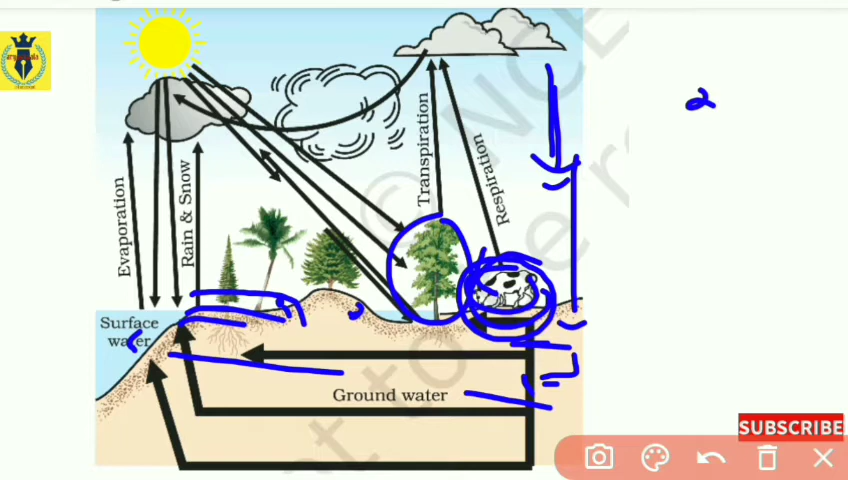 2
Evaporation
Rain & Snow
Transpiration
Respiration
Surface
water
Ground water
SUBSCRIBE